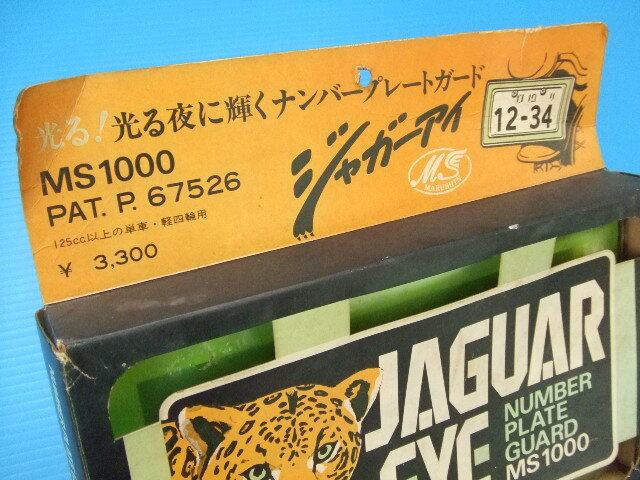 光る!光る夜に輝くナンバープレートガード
MS1000
PAT. P. 67526
125cc以上の単車・軽四輪用
¥ 3,300
ジャガーアイ
MS
MARUSHIN
12-34
JAGUAR
EYE
NUMBER
PLATE
GUARD
MS1000